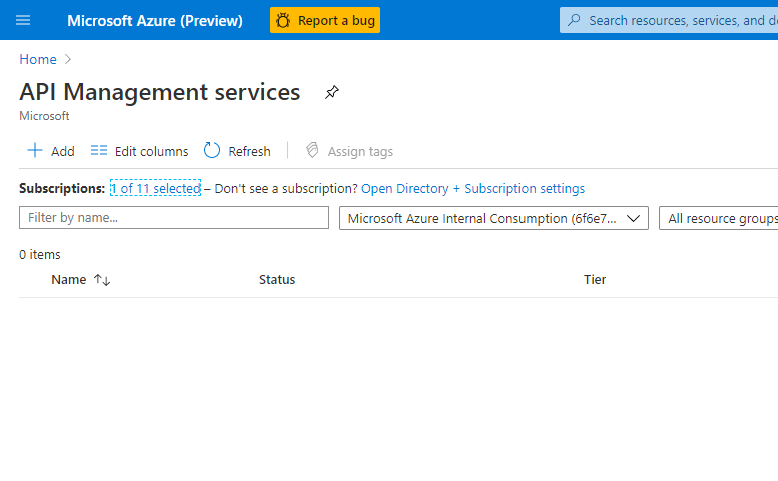 Microsoft Azure (Preview) Report a bug Search resources, services, and
Home
API Management services
Microsoft
Add Edit columns Refresh Assign tags
Subscriptions: 1 of 11 selected – Don't see a subscription? Open Directory + Subscription settings
Filter by name... Microsoft Azure Internal Consumption (6f6e7... All resource groups
0 items
Name Status Tier